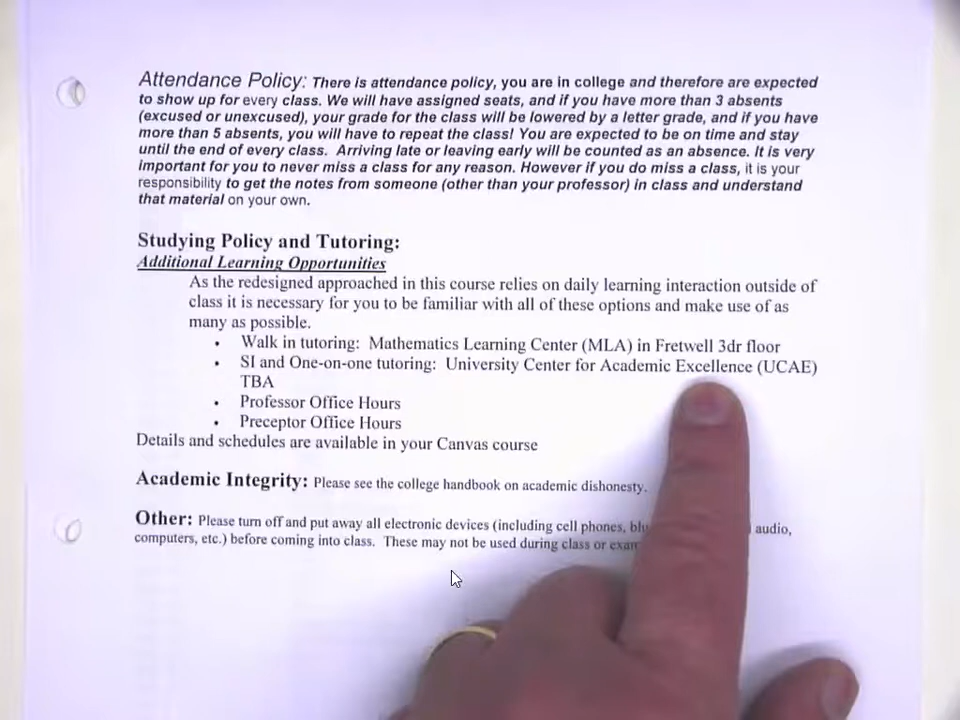 Attendance Policy: There is attendance policy, you are in college and therefore are expected
to show up for every class. We will have assigned seats, and if you have more than 3 absents
(excused or unexcused), your grade for the class will be lowered by a letter grade, and if you have
more than 5 absents, you will have to repeat the class! You are expected to be on time and stay
until the end of every class. Arriving late or leaving early will be counted as an absence. It is very
important for you to never miss a class for any reason. However if you do miss a class, it is your
responsibility to get the notes from someone (other than your professor) in class and understand
that material on your own.
Studying Policy and Tutoring:
Additional Learning Opportunities
As the redesigned approached in this course relies on daily learning interaction outside of
class it is necessary for you to be familiar with all of these options and make use of as
many as possible.
• Walk in tutoring: Mathematics Learning Center (MLA) in Fretwell 3dr floor
• SI and One-on-one tutoring: University Center for Academic Excellence (UCAE)
TBA
• Professor Office Hours
• Preceptor Office Hours
Details and schedules are available in your Canvas course
Academic Integrity: Please see the college handbook on academic dishonesty.
Other: Please turn off and put away all electronic devices (including cell phones, audio,
computers, etc.) before coming into class. These may not be used during class or